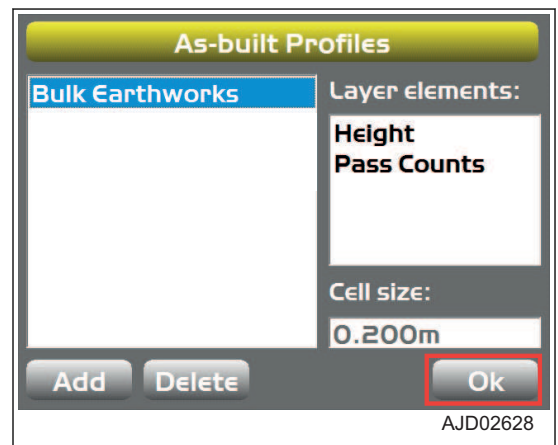 As-built Profiles
Bulk Earthworks
Layer elements:
Height
Pass Counts
Cell size:
0.200m
Add
Delete
Ok
AJD02628